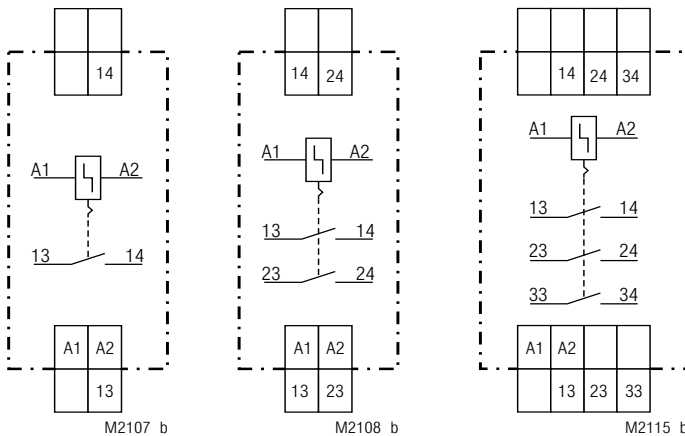 14
A1 A2
13 14
A1 A2
13
M2107 b
14 24
A1 A2
13 14
23 24
A1 A2
13 23
M2108 b
14 24 34
A1 A2
13 14
23 24
33 34
A1 A2
13 23 33
M2115 b